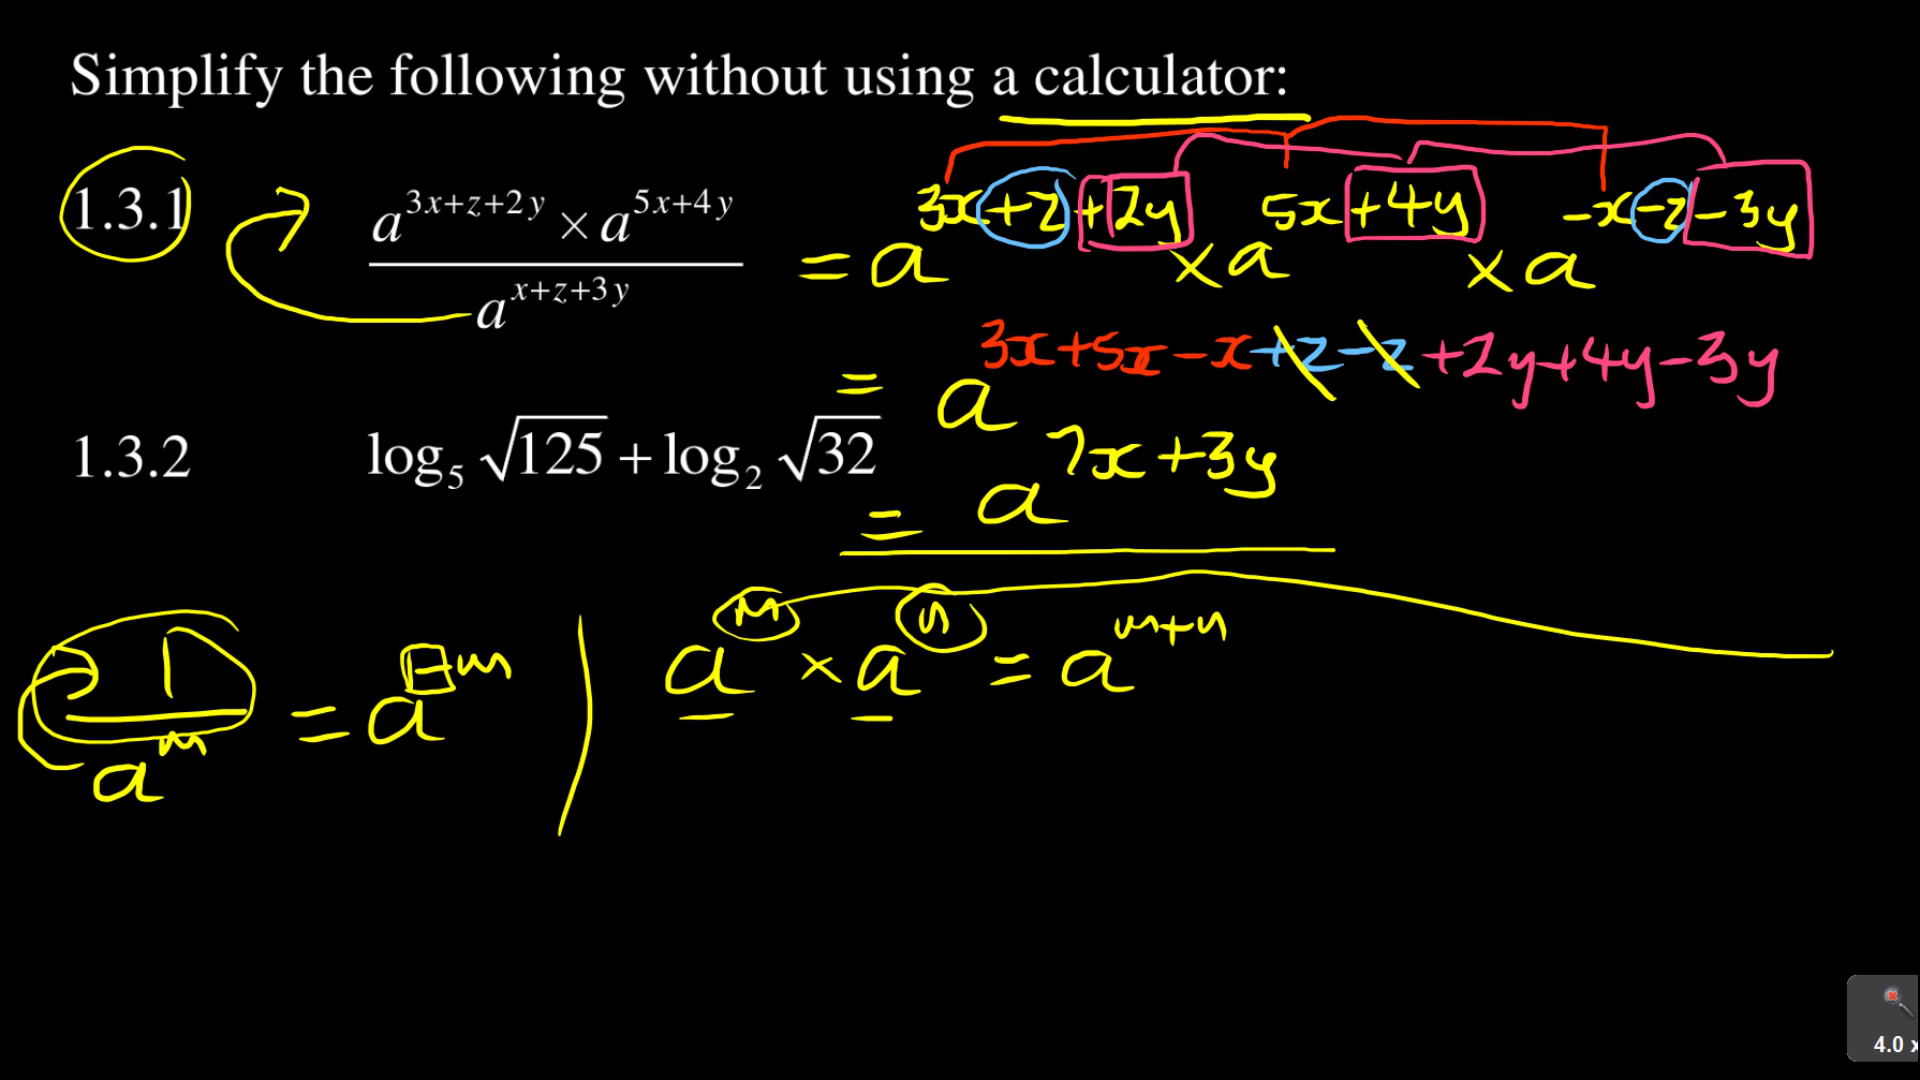 Simplify the following without using a calculator:
1.3.1
a^{3x+z+2y} × a^{5x+4y}
a^{x+z+3y}
= a^{3x+z+2y} × a^{5x+4y} × a^{-x-z-3y}
= a^{3x+5x-x+z-z+2y+4y-3y}
1.3.2
log₅ √125 + log₂ √32
= a^{7x+3y}
1
a^m
= a^{-m}
a^m × a^n = a^{m+n}
4.0 x